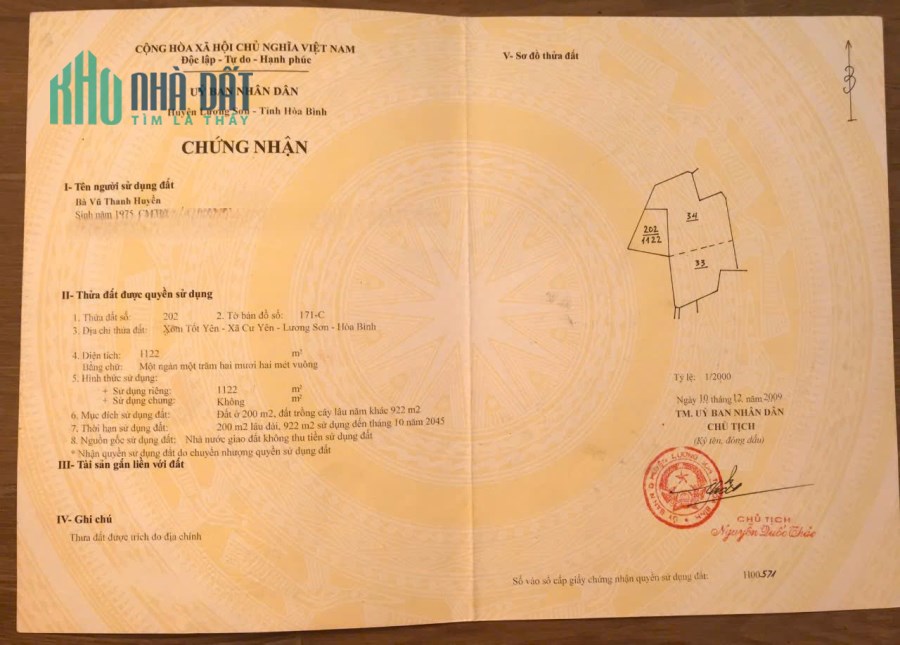 CỘNG HÒA XÃ HỘI CHỦ NGHĨA VIỆT NAM
Độc lập - Tự do - Hạnh phúc
KHO NHÀ ĐẤT
TÌM LÀ THẤY
UỶ BAN NHÂN DÂN
Huyện Lương Sơn - Tỉnh Hòa Bình
CHỨNG NHẬN
I- Tên người sử dụng đất
Bà Vũ Thanh Huyền
Sinh năm 1975
II- Thửa đất được quyền sử dụng
1. Thửa đất số: 202 2. Tờ bản đồ số: 171-C
3. Địa chỉ thửa đất: Xóm Tốt Yên - Xã Cư Yên - Lương Sơn - Hòa Bình
4. Diện tích: 1122 m²
Bằng chữ: Một ngàn một trăm hai mươi hai mét vuông
5. Hình thức sử dụng:
+ Sử dụng riêng: 1122 m²
+ Sử dụng chung: Không m²
6. Mục đích sử dụng đất: Đất ở 200 m2, đất trồng cây lâu năm khác 922 m2
7. Thời hạn sử dụng đất: 200 m2 lâu dài, 922 m2 sử dụng đến tháng 10 năm 2045
8. Nguồn gốc sử dụng đất: Nhà nước giao đất không thu tiền sử dụng đất
* Nhận quyền sử dụng đất do chuyển nhượng quyền sử dụng đất
III- Tài sản gắn liền với đất
IV- Ghi chú
Thửa đất được trích đo địa chính
V- Sơ đồ thửa đất
34
202
1122
33
Tỷ lệ: 1/2000
Ngày 10 tháng 12 năm 2009
TM. UỶ BAN NHÂN DÂN
CHỦ TỊCH
(Ký tên, đóng dấu)
CHỦ TỊCH
Nguyễn Quốc Thức
Số vào sổ cấp giấy chứng nhận quyền sử dụng đất: H00571